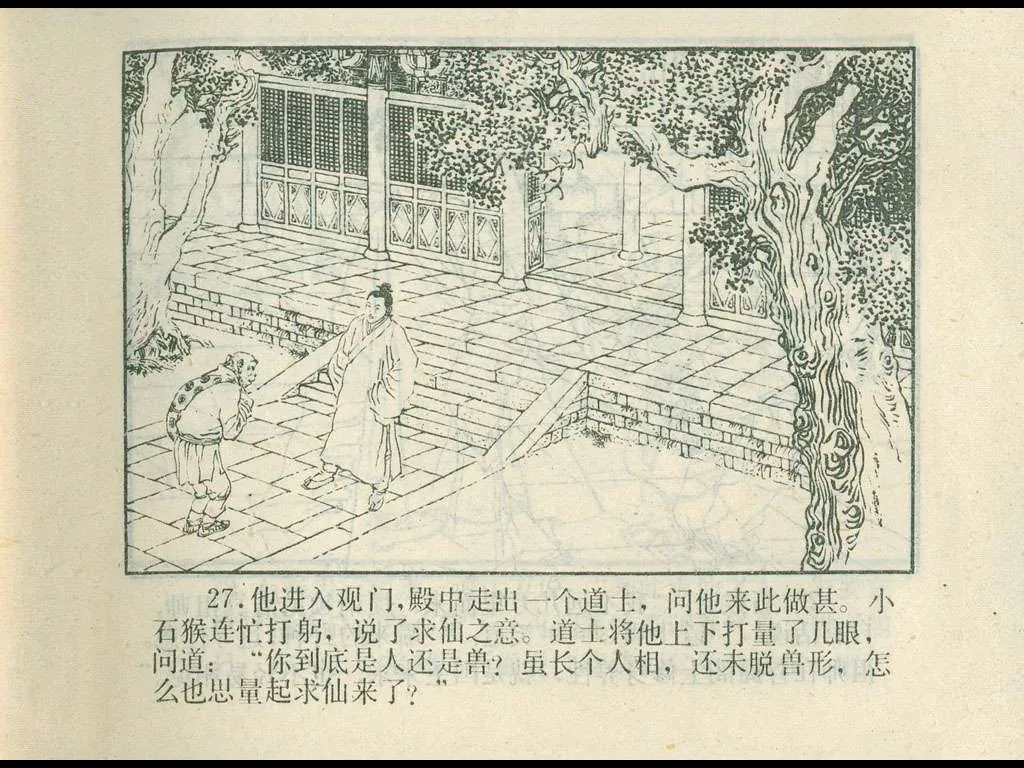 27. 他进入观门，殿中走出一个道士，问他来此做甚。小
石猴连忙打躬，说了求仙之意。道士将他上下打量了几眼，
问道：“你到底是人还是兽？虽长个人相，还未脱兽形，怎
么也思量起求仙来了？”